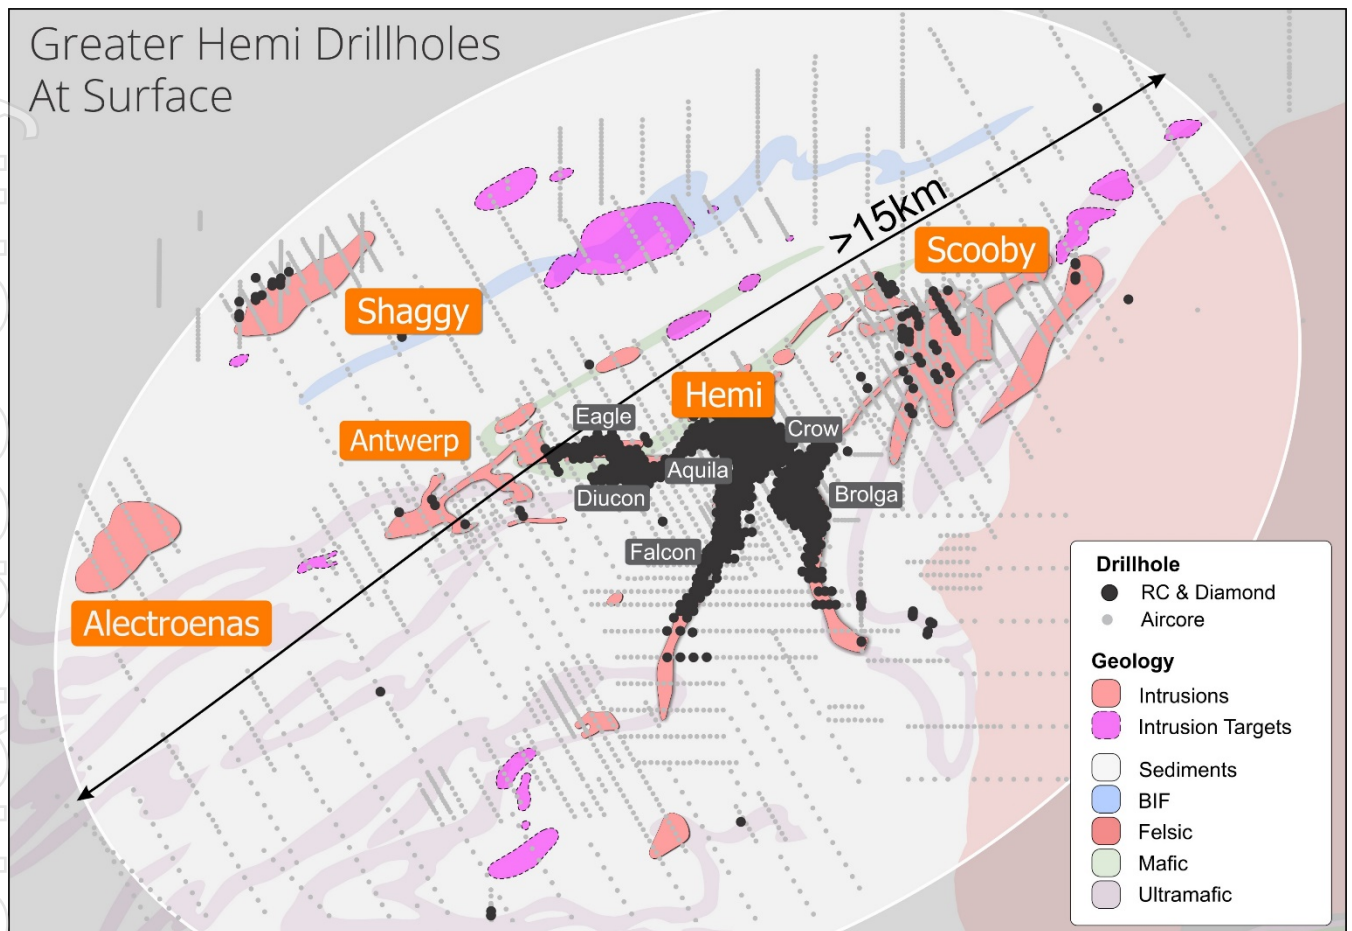 Greater Hemi Drillholes
At Surface
>15km
Scooby
Shaggy
Hemi
Antwerp
Eagle
Crow
Aquila
Diucon
Brolga
Falcon
Alectroenas
Drillhole
RC & Diamond
Aircore
Geology
Intrusions
Intrusion Targets
Sediments
BIF
Felsic
Mafic
Ultramafic